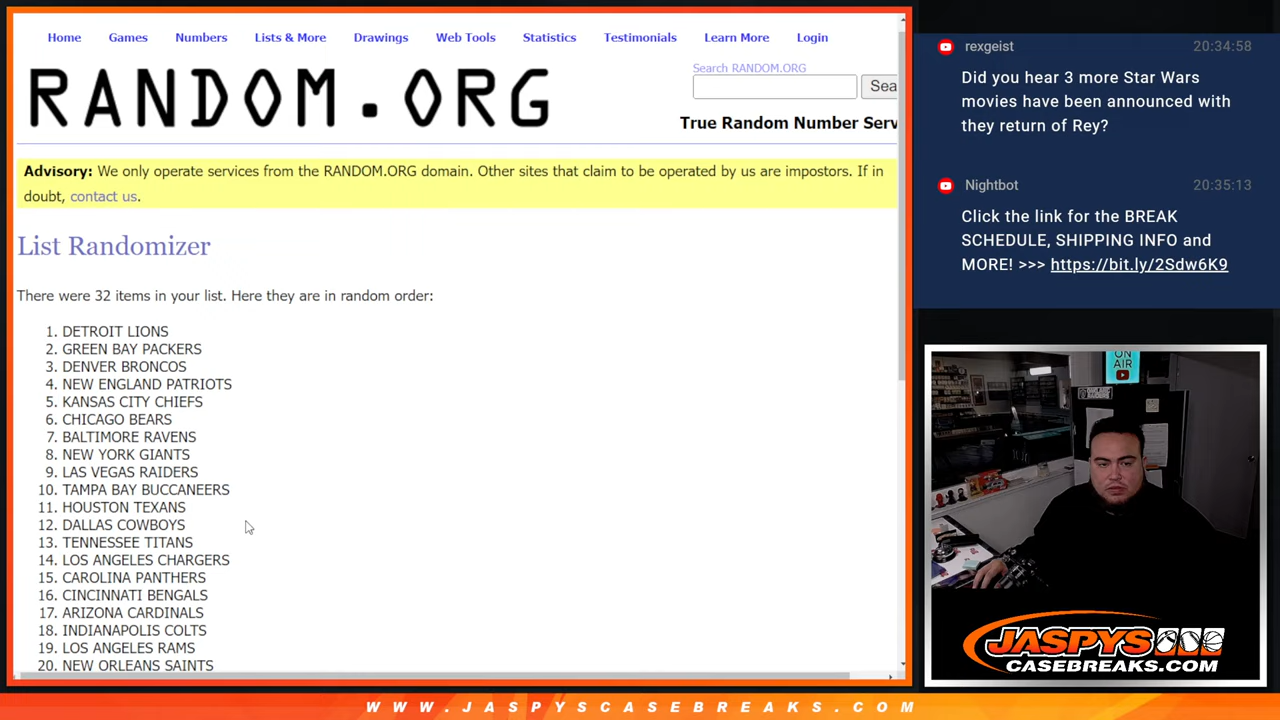 Home Games Numbers Lists & More Drawings Web Tools Statistics Testimonials Learn More Login
Search RANDOM.ORG
RANDOM.ORG
Sea
True Random Number Serv
Advisory: We only operate services from the RANDOM.ORG domain. Other sites that claim to be operated by us are impostors. If in
doubt, contact us.
List Randomizer
There were 32 items in your list. Here they are in random order:
1. DETROIT LIONS
2. GREEN BAY PACKERS
3. DENVER BRONCOS
4. NEW ENGLAND PATRIOTS
5. KANSAS CITY CHIEFS
6. CHICAGO BEARS
7. BALTIMORE RAVENS
8. NEW YORK GIANTS
9. LAS VEGAS RAIDERS
10. TAMPA BAY BUCCANEERS
11. HOUSTON TEXANS
12. DALLAS COWBOYS
13. TENNESSEE TITANS
14. LOS ANGELES CHARGERS
15. CAROLINA PANTHERS
16. CINCINNATI BENGALS
17. ARIZONA CARDINALS
18. INDIANAPOLIS COLTS
19. LOS ANGELES RAMS
20. NEW ORLEANS SAINTS
rexgeist 20:34:58
Did you hear 3 more Star Wars
movies have been announced with
they return of Rey?
Nightbot 20:35:13
Click the link for the BREAK
SCHEDULE, SHIPPING INFO and
MORE! >>> https://bit.ly/2Sdw6K9
ON
AIR
JASPYS
CASEBREAKS.COM
WWW.JASPYSCASEBREAKS.COM